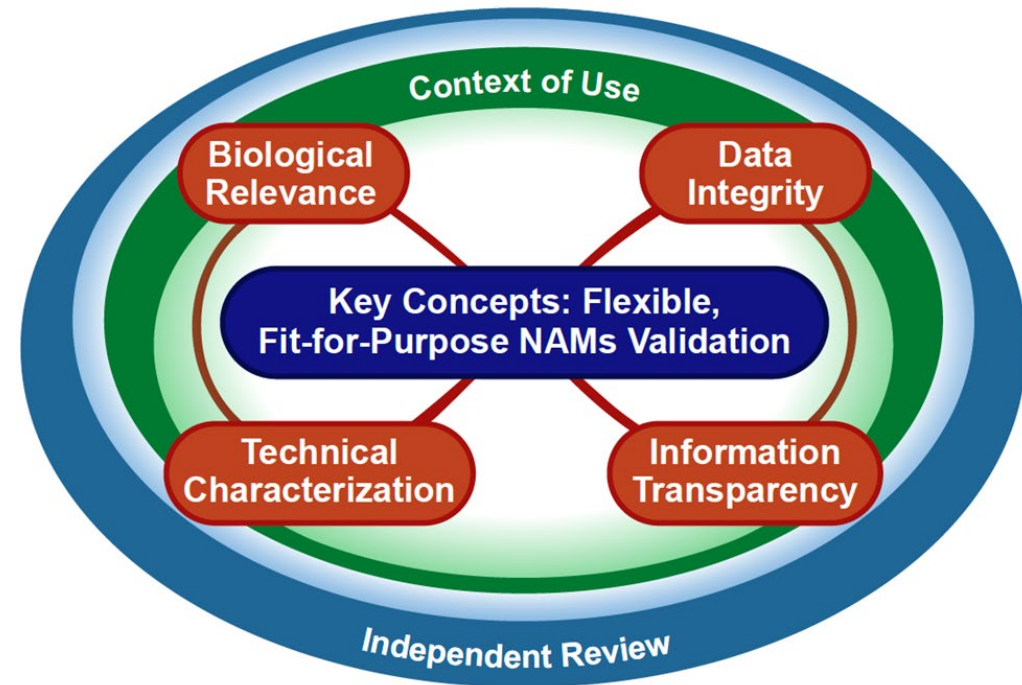 Context of Use
Biological
Relevance
Data
Integrity
Key Concepts: Flexible,
Fit-for-Purpose NAMs Validation
Technical
Characterization
Information
Transparency
Independent Review